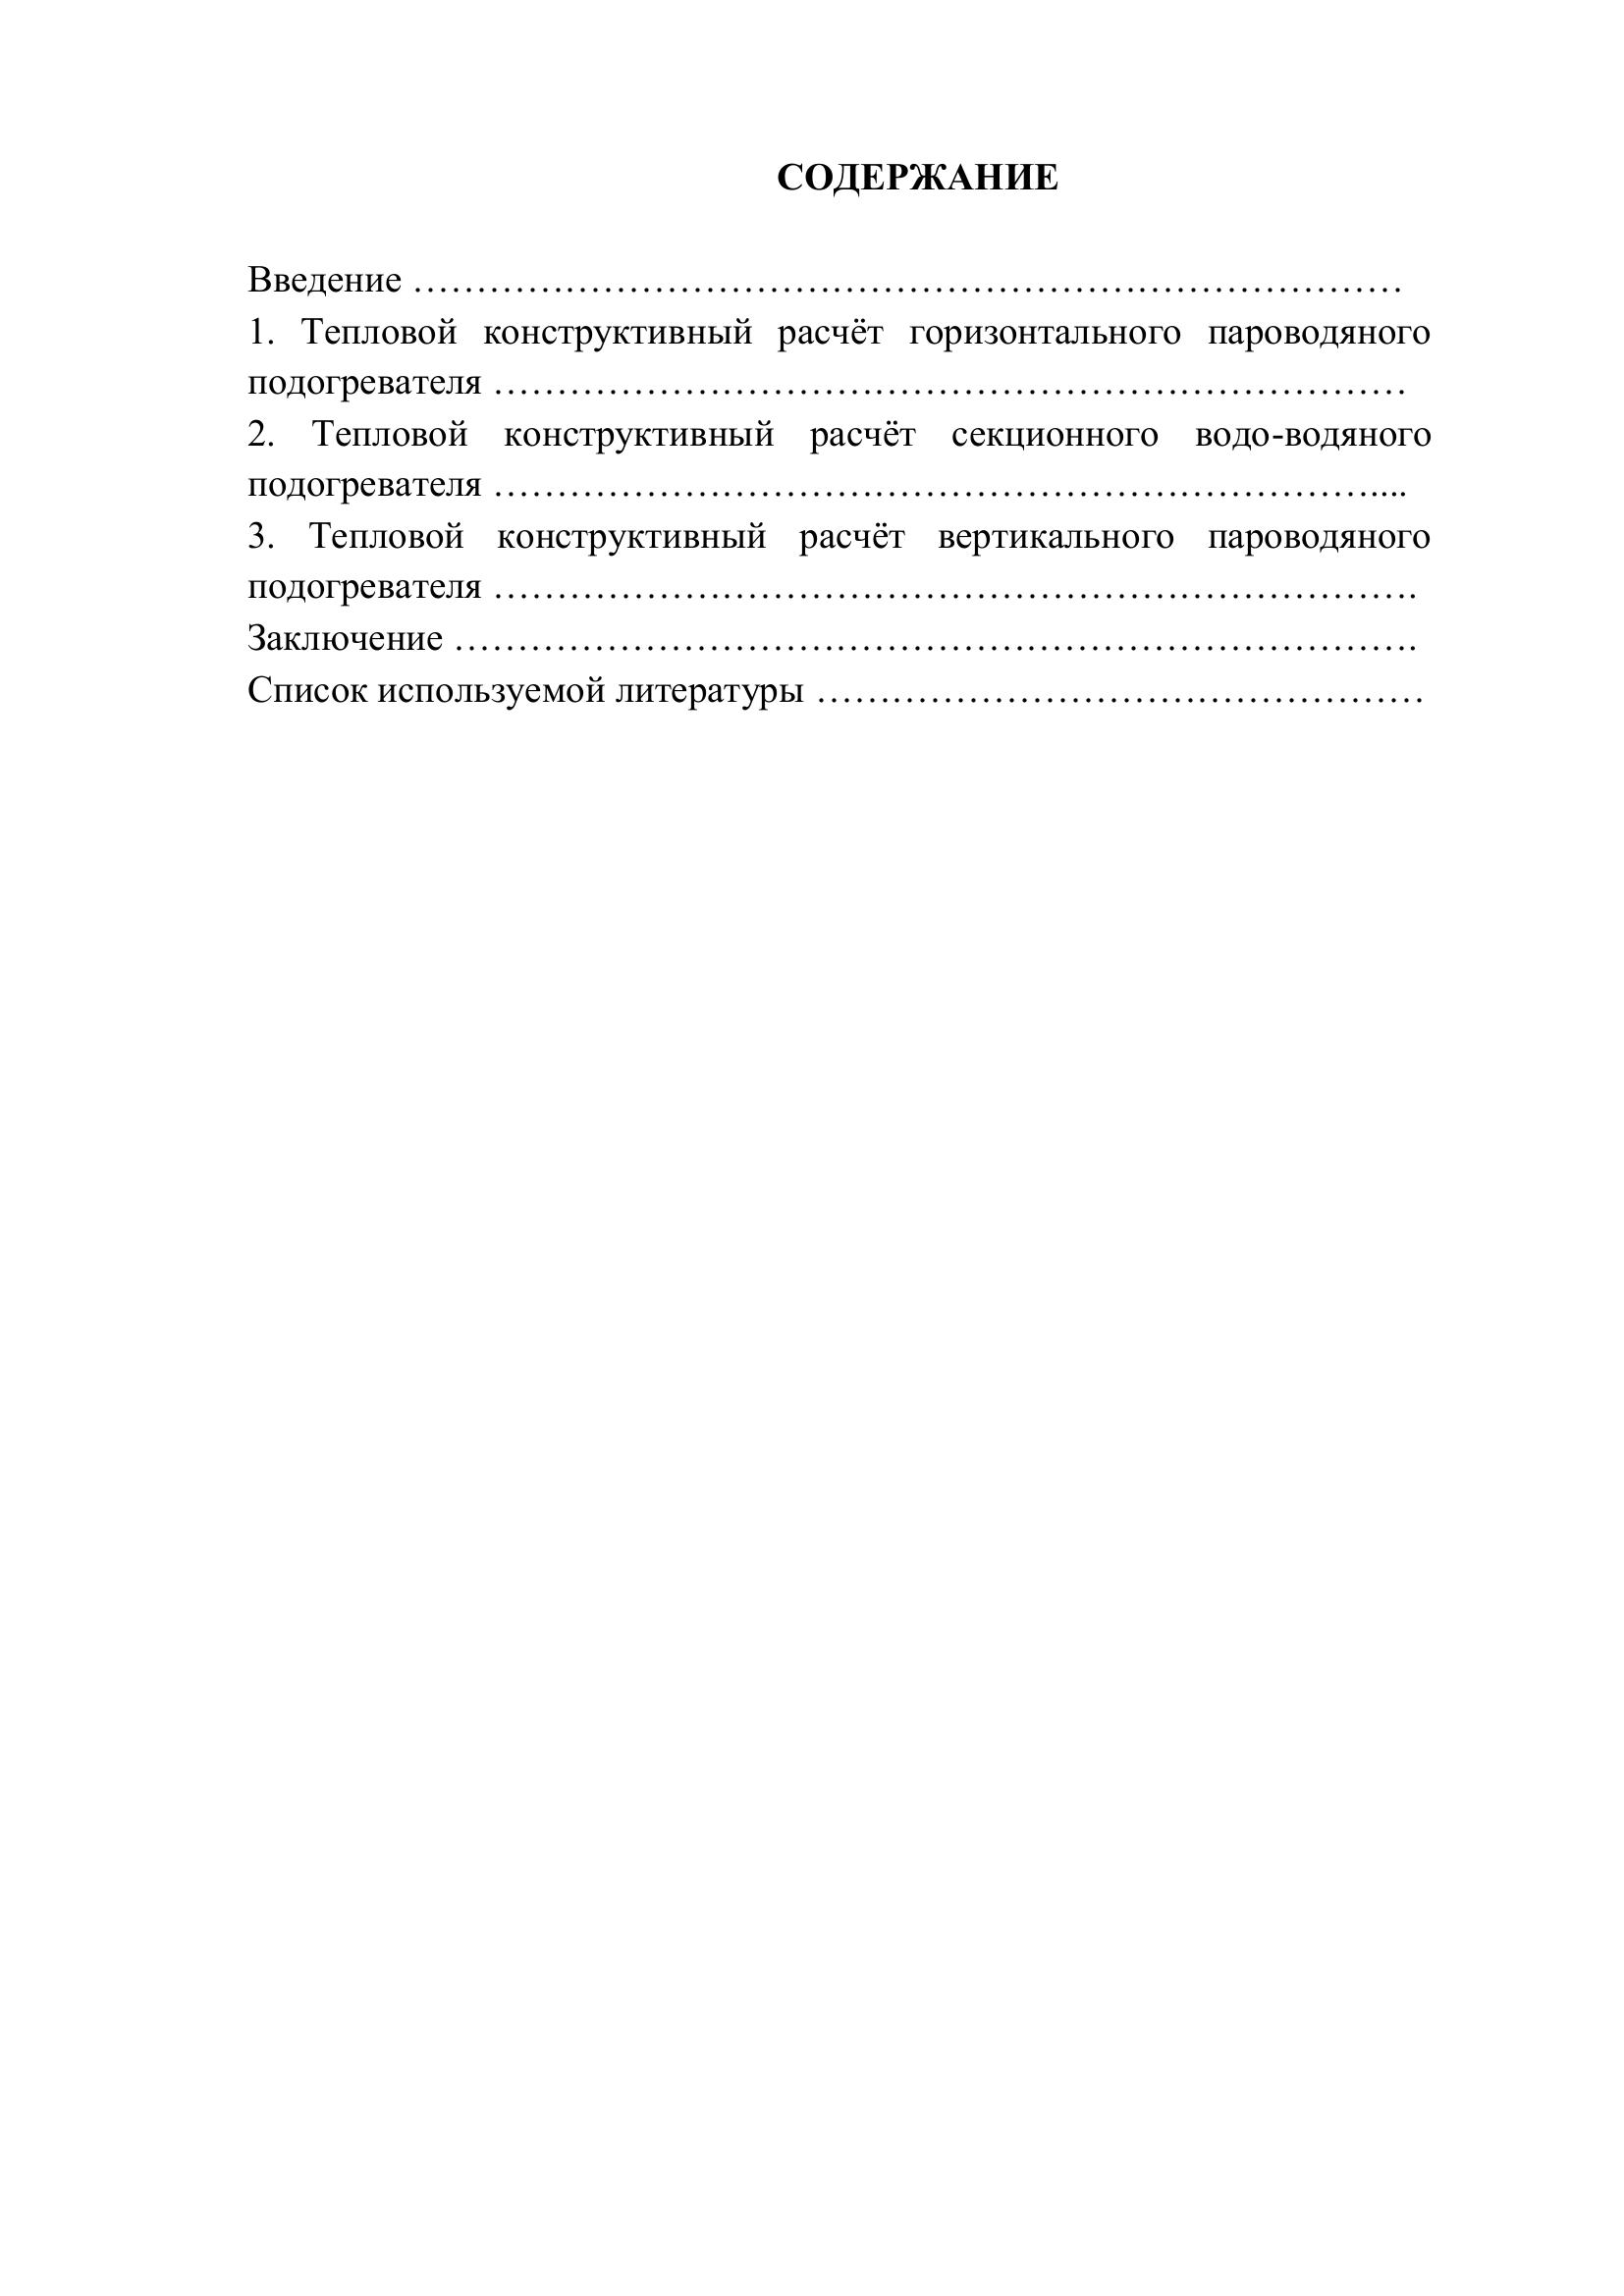 СОДЕРЖАНИЕ
Введение ……………………………………………………………………
1. Тепловой конструктивный расчёт горизонтального пароводяного
подогревателя ………………………………………………………………
2. Тепловой конструктивный расчёт секционного водо-водяного
подогревателя ……………………………………………………………....
3. Тепловой конструктивный расчёт вертикального пароводяного
подогревателя ……………………………………………………………….
Заключение ………………………………………………………………….
Список используемой литературы …………………………………………